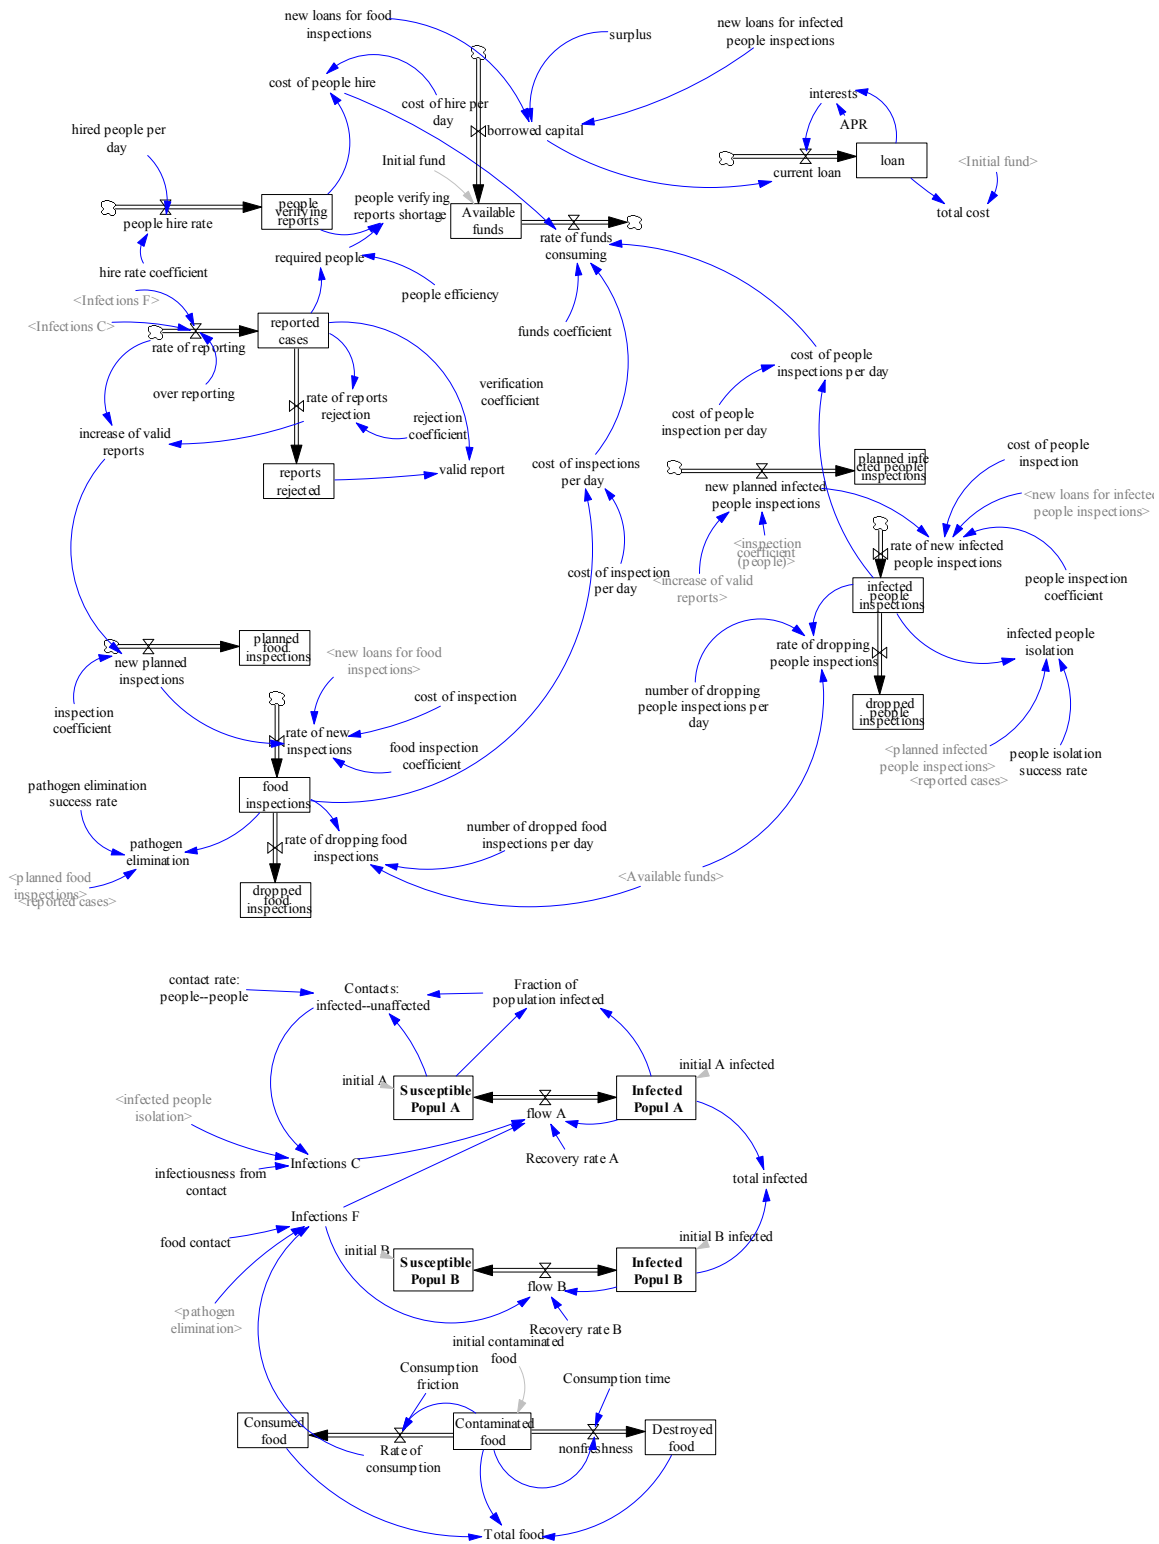 new loans for food
inspections
surplus
new loans for infected
people inspections
cost of people hire
cost of hire per
day
borrowed capital
interests
APR
hired people per
day
Initial fund
current loan
loan
<Initial fund>
total cost
people hire rate
people
verifying
reports
people verifying
reports shortage
Available
funds
rate of funds
consuming
hire rate coefficient
required people
people efficiency
<Infections F>
<Infections C>
rate of reporting
reported
cases
funds coefficient
over reporting
rate of reports
rejection
verification
coefficient
rejection
coefficient
cost of people
inspections per day
cost of people
inspection per day
increase of valid
reports
reports
rejected
valid report
cost of inspections
per day
planned infe
cted people
inspections
new planned infected
people inspections
cost of people
inspection
<new loans for infected
people inspections>
<inspection
coefficient
(people)>
<increase of valid
reports>
rate of new infected
people inspections
cost of inspection
per day
infected
people
inspections
people inspection
coefficient
planned
food
inspections
new planned
inspections
<new loans for food
inspections>
rate of dropping
people inspections
infected people
isolation
inspection
coefficient
cost of inspection
number of dropping
people inspections per
day
dropped
people
inspections
rate of new
inspections
food inspection
coefficient
<planned infected
people inspections>
<reported cases>
people isolation
success rate
pathogen elimination
success rate
food
inspections
pathogen
elimination
rate of dropping food
inspections
number of dropped food
inspections per day
<planned food
inspections>
<reported cases>
dropped
food
inspections
<Available funds>
contact rate:
people--people
Contacts:
infected--unaffected
Fraction of
population infected
initial A
Susceptible
Popul A
flow A
Infected
Popul A
initial A infected
<infected people
isolation>
Recovery rate A
Infections C
infectiousness from
contact
total infected
Infections F
food contact
initial B
Susceptible
Popul B
flow B
Infected
Popul B
initial B infected
<pathogen
elimination>
Recovery rate B
initial contaminated
food
Consumption
friction
Consumption time
Consumed
food
Rate of
consumption
Contaminated
food
nonfreshness
Destroyed
food
Total food